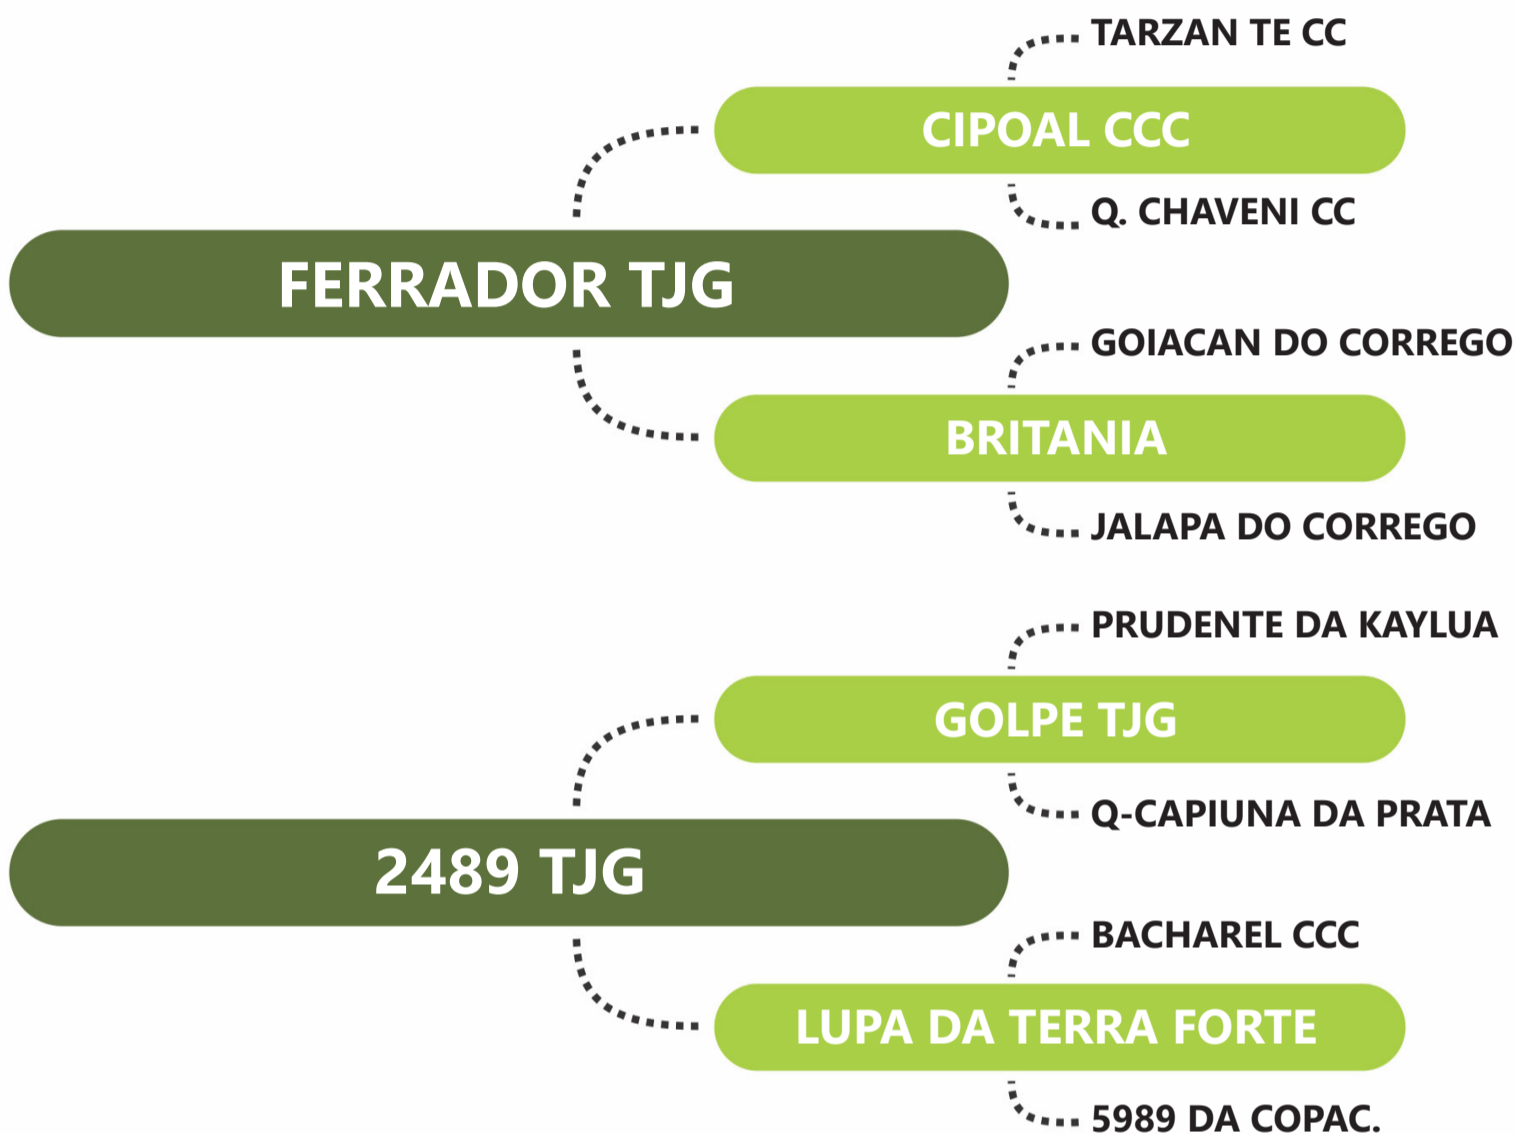 TARZAN TE CC
CIPOAL CCC
Q. CHAVENI CC
FERRADOR TJG
GOIACAN DO CORREGO
BRITANIA
JALAPA DO CORREGO
PRUDENTE DA KAYLUA
GOLPE TJG
Q-CAPIUNA DA PRATA
2489 TJG
BACHAREL CCC
LUPA DA TERRA FORTE
5989 DA COPAC.